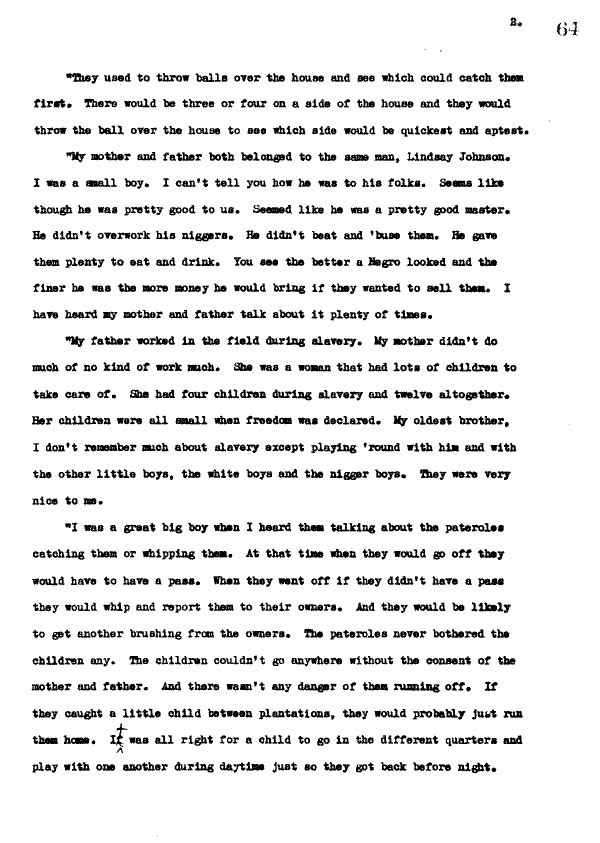 2.
64
"They used to throw balls over the house and see which could catch them
first. There would be three or four on a side of the house and they would
throw the ball over the house to see which side would be quickest and aptest.
"My mother and father both belonged to the same man, Lindsay Johnson.
I was a small boy. I can't tell you how he was to his folks. Seems like
though he was pretty good to us. Seemed like he was a pretty good master.
He didn't overwork his niggers. He didn't beat and 'buse them. He gave
them plenty to eat and drink. You see the better a Negro looked and the
finer he was the more money he would bring if they wanted to sell them. I
have heard my mother and father talk about it plenty of times.
"My father worked in the field during slavery. My mother didn't do
much of no kind of work much. She was a woman that had lots of children to
take care of. She had four children during slavery and twelve altogether.
Her children were all small when freedom was declared. My oldest brother,
I don't remember much about slavery except playing 'round with him and with
the other little boys, the white boys and the nigger boys. They were very
nice to me.
"I was a great big boy when I heard them talking about the pateroles
catching them or whipping them. At that time when they would go off they
would have to have a pass. When they went off if they didn't have a pass
they would whip and report them to their owners. And they would be likely
to get another brushing from the owners. The pateroles never bothered the
children any. The children couldn't go anywhere without the consent of the
mother and father. And there wasn't any danger of them running off. If
they caught a little child between plantations, they would probably just run
them home. It was all right for a child to go in the different quarters and
play with one another during daytime just so they got back before night.